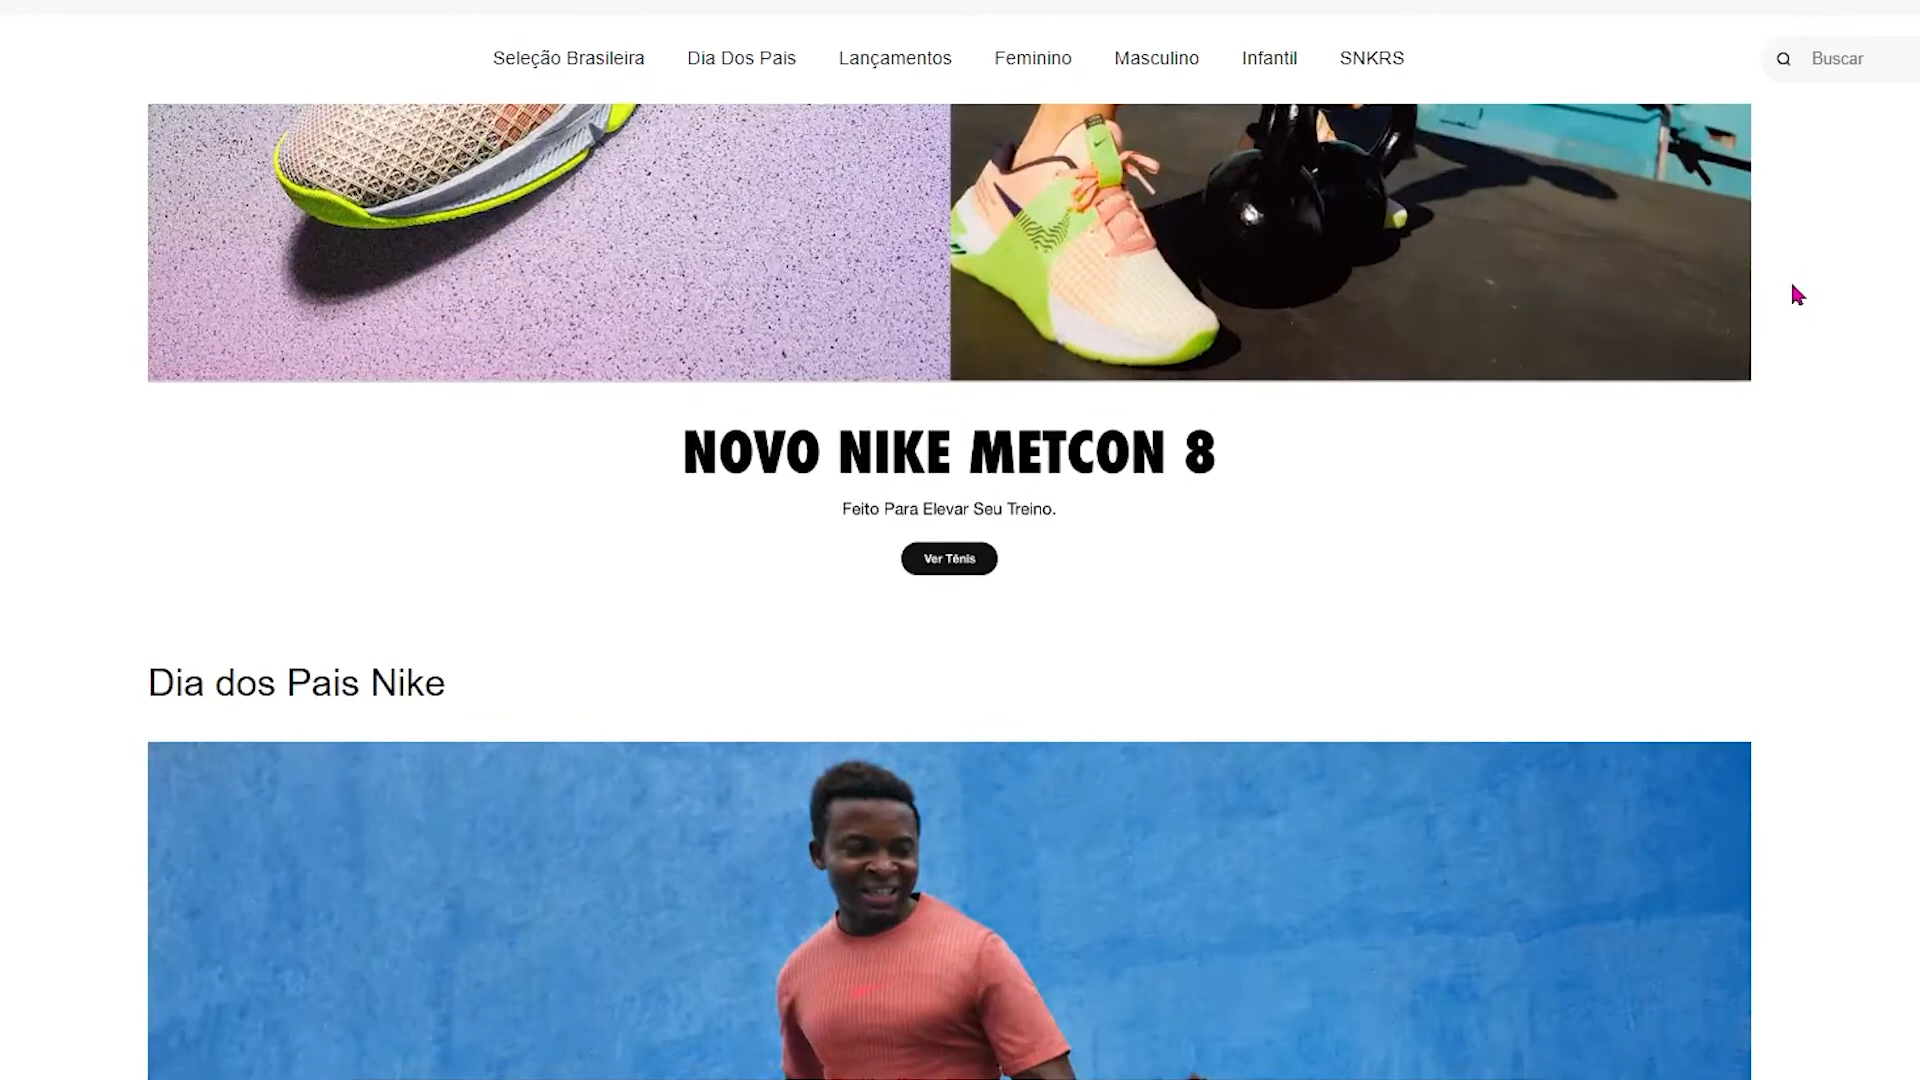 Seleção Brasileira Dia Dos Pais Lançamentos Feminino Masculino Infantil SNKRS Buscar
NOVO NIKE METCON 8
Feito Para Elevar Seu Treino.
Ver Tênis
Dia dos Pais Nike